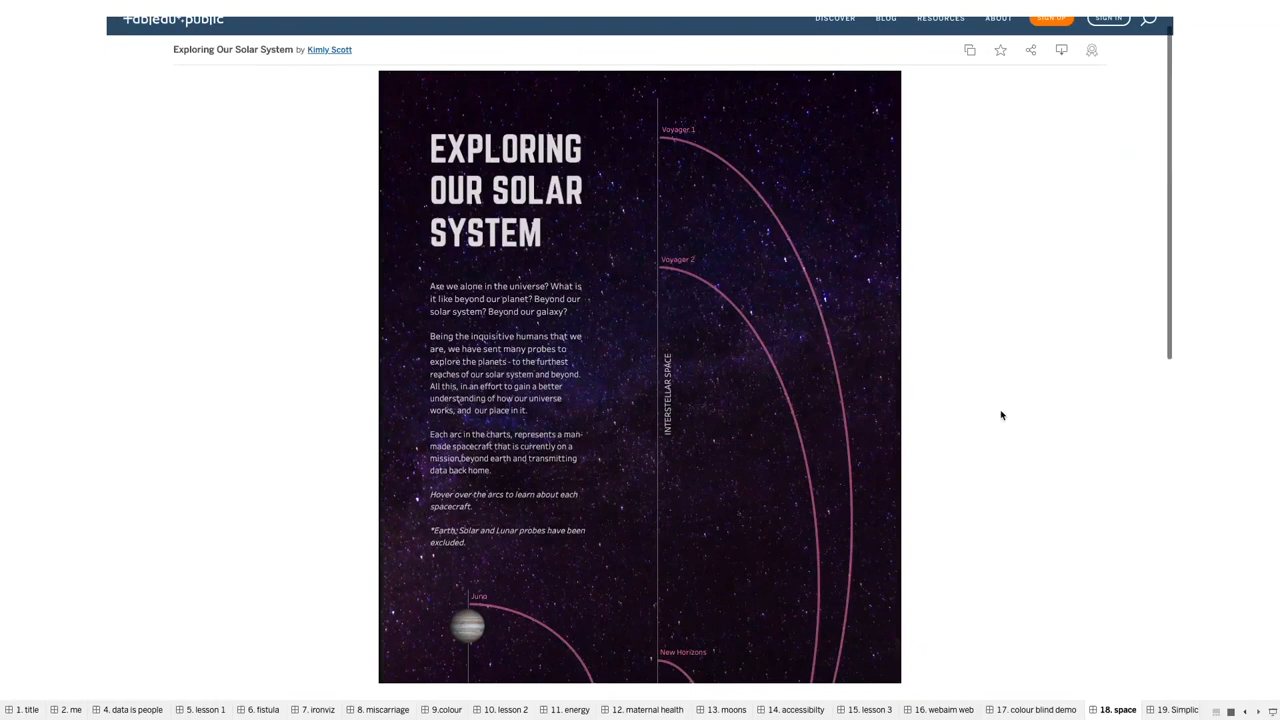 +ableau+public
DISCOVER BLOG RESOURCES ABOUT SIGN UP SIGN IN
Exploring Our Solar System by Kimly Scott
EXPLORING
OUR SOLAR
SYSTEM
Are we alone in the universe? What is
it like beyond our planet? Beyond our
solar system? Beyond our galaxy?
Being the inquisitive humans that we
are, we have sent many probes to
explore the planets - to the furthest
reaches of our solar system and beyond.
All this, in an effort to gain a better
understanding of how our universe
works, and our place in it.
Each arc in the charts, represents a man-
made spacecraft that is currently on a
mission beyond earth and transmitting
data back home.
Hover over the arcs to learn about each
spacecraft.
*Earth, Solar and Lunar probes have been
excluded.
Voyager 1
Voyager 2
INTERSTELLAR SPACE
Juno
New Horizons
1. title 2. me 4. data is people 5. lesson 1 6. fistula 7. ironviz 8. miscarriage 9.colour 10. lesson 2 11. energy 12. maternal health 13. moons 14. accessibilty 15. lesson 3 16. webaim web 17. colour blind demo 18. space 19. Simplic